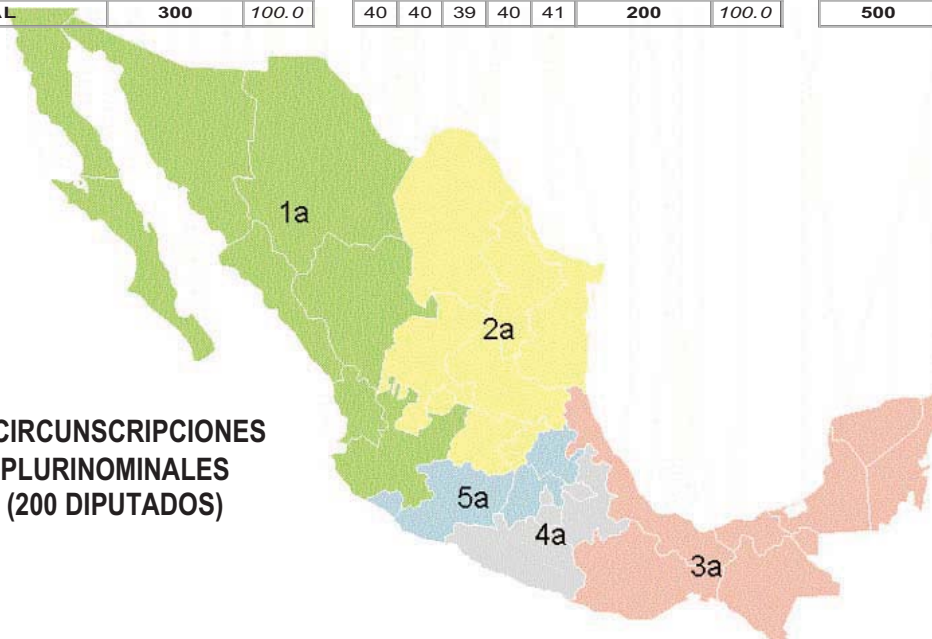 AL 300 100.0 40 40 39 40 41 200 100.0 500
1a
2a
CIRCUNSCRIPCIONES
PLURINOMINALES
(200 DIPUTADOS)
5a
4a
3a